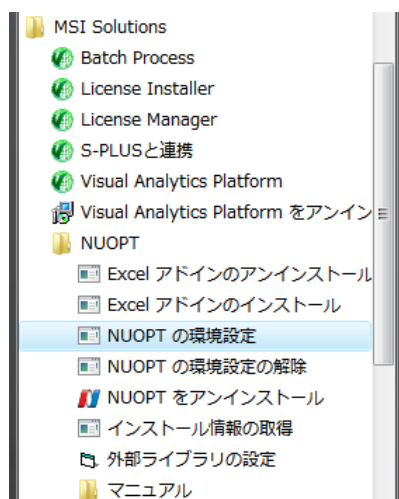 MSI Solutions
Batch Process
License Installer
License Manager
S-PLUSと連携
Visual Analytics Platform
Visual Analytics Platform をアンイン
NUOPT
Excel アドインのアンインストール
Excel アドインのインストール
NUOPT の環境設定
NUOPT の環境設定の解除
NUOPT をアンインストール
インストール情報の取得
外部ライブラリの設定
マニュアル